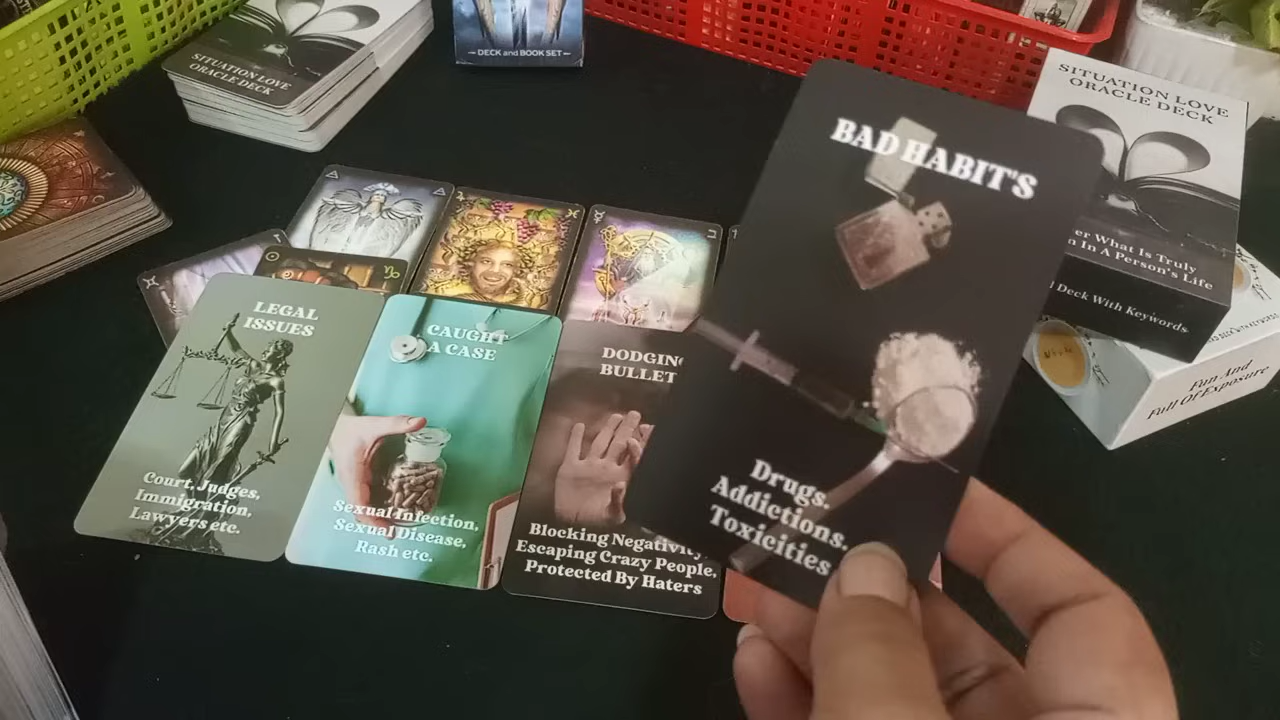 SITUATION LOVE
ORACLE DECK
DECK and BOOK SET
SITUATION LOVE
ORACLE DECK
What Is Truly
In A Person's Life
Deck With Keywords
Fun And
Full Of Exposure
BAD HABIT'S
Drugs.
Addictions.
Toxicities
LEGAL
ISSUES
Court, Judges,
Immigration,
Lawyers etc.
CAUGHT
A CASE
Sexual Infection,
Sexual Disease,
Rash etc.
BULLET
Blocking Negativity,
Escaping Crazy People,
Protected By Haters